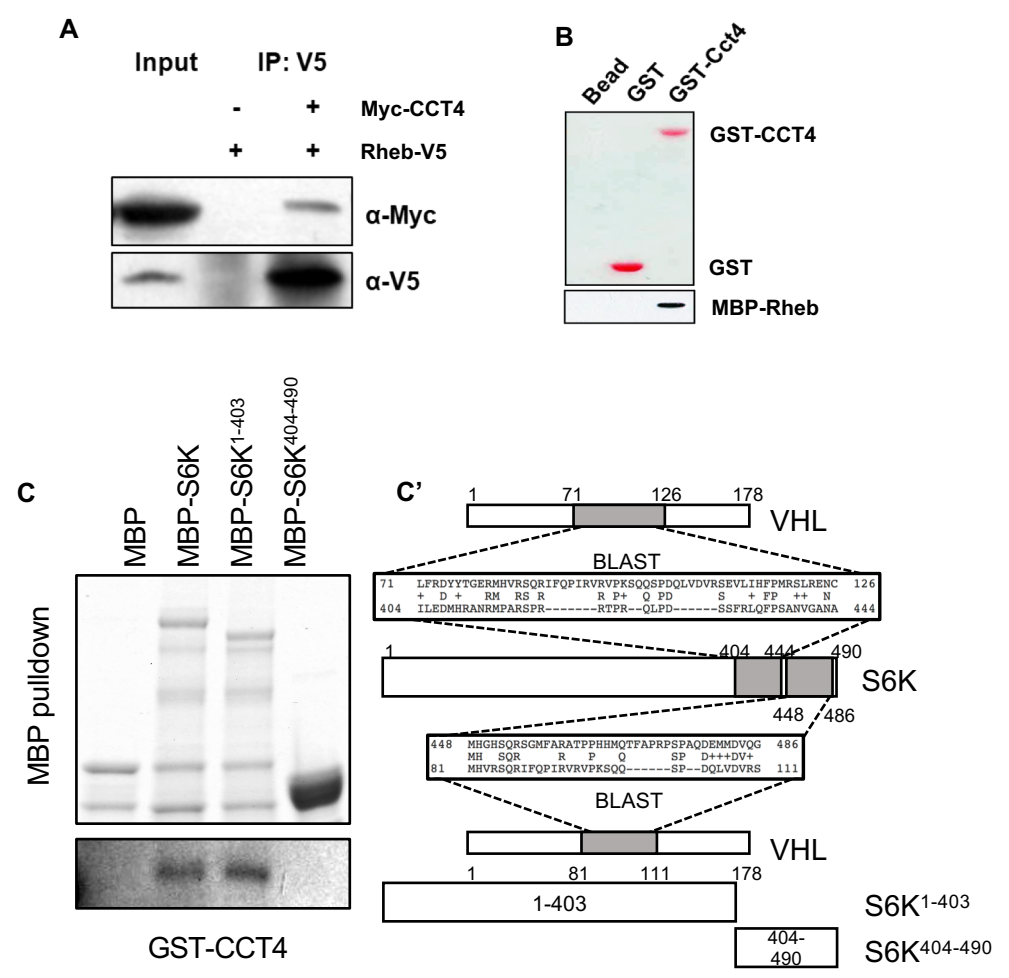 A
Input IP: V5
- + Myc-CCT4
+ + Rheb-V5
α-Myc
α-V5
B
Bead GST GST-Cct4
GST-CCT4
GST
MBP-Rheb
C
MBP MBP-S6K MBP-S6K1-403 MBP-S6K404-490
MBP pulldown
GST-CCT4
C’
1 71 126 178
VHL
BLAST
71 LFRDYYTGERMHVRSQRIFQPIRVRVPKSQQSPDQLVDVRSEVLIHFPMRSLRENC 126
+ D + RM RS R R P+ Q PD S + FP ++ N
404 ILEDMHRANRMPARSPR-------RTPR--QLPD------SSFRLQFPSANVGANA 444
1 404 444 490
S6K
448 486
448 MHGHSQRSGMFARATPPHHMQTFAPRPSPAQDEMMDVQG 486
MH SQR R P Q SP D+++DV+
81 MHVRSQRIFQPIRVRVPKSQQ------SP--DQLVDVRS 111
BLAST
VHL
1 81 111 178
1-403
S6K1-403
404-
490
S6K404-490